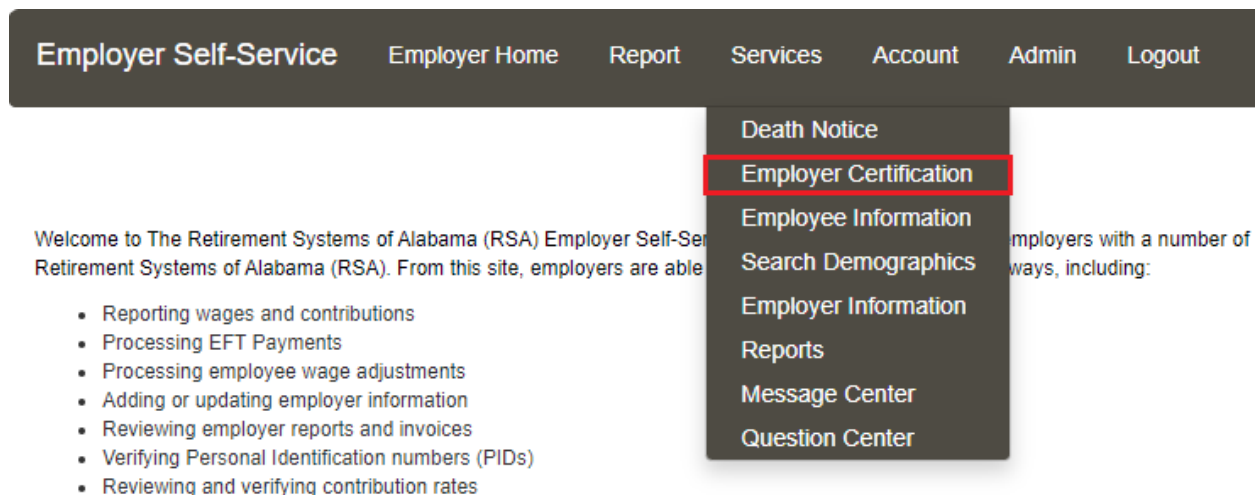 Employer Self-Service Employer Home Report Services Account Admin Logout
Death Notice
Employer Certification
Employee Information
Search Demographics
Employer Information
Reports
Message Center
Question Center
Welcome to The Retirement Systems of Alabama (RSA) Employer Self-Ser employers with a number of
Retirement Systems of Alabama (RSA). From this site, employers are able ways, including:
• Reporting wages and contributions
• Processing EFT Payments
• Processing employee wage adjustments
• Adding or updating employer information
• Reviewing employer reports and invoices
• Verifying Personal Identification numbers (PIDs)
• Reviewing and verifying contribution rates